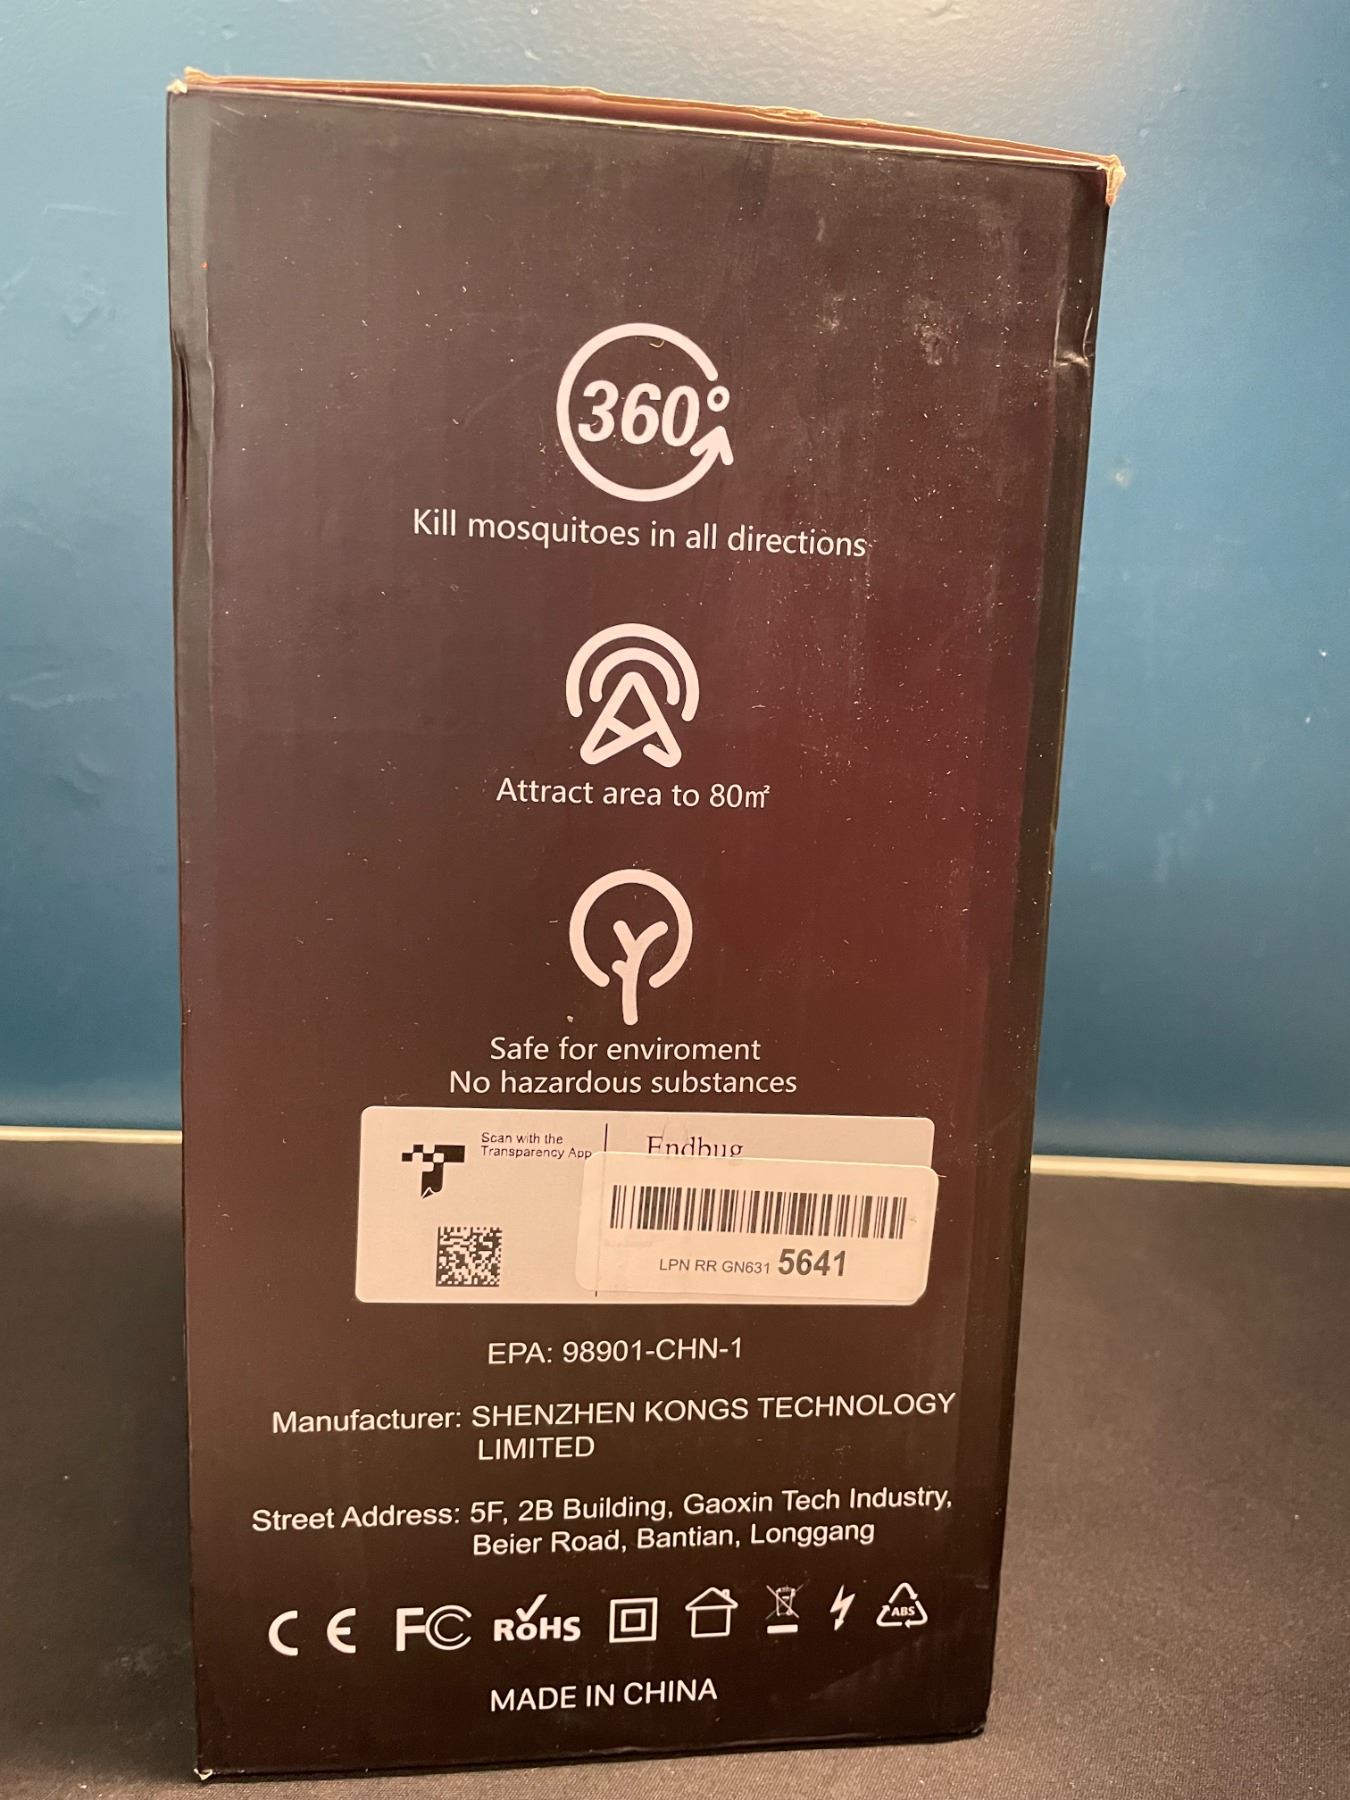 360°
Kill mosquitoes in all directions
Attract area to 80㎡
Safe for enviroment
No hazardous substances
Scan with the
Transparency App
Endbug
LPN RR GN631 5641
EPA: 98901-CHN-1
Manufacturer: SHENZHEN KONGS TECHNOLOGY
LIMITED
Street Address: 5F, 2B Building, Gaoxin Tech Industry,
Beier Road, Bantian, Longgang
CE FC RoHS ABS
MADE IN CHINA